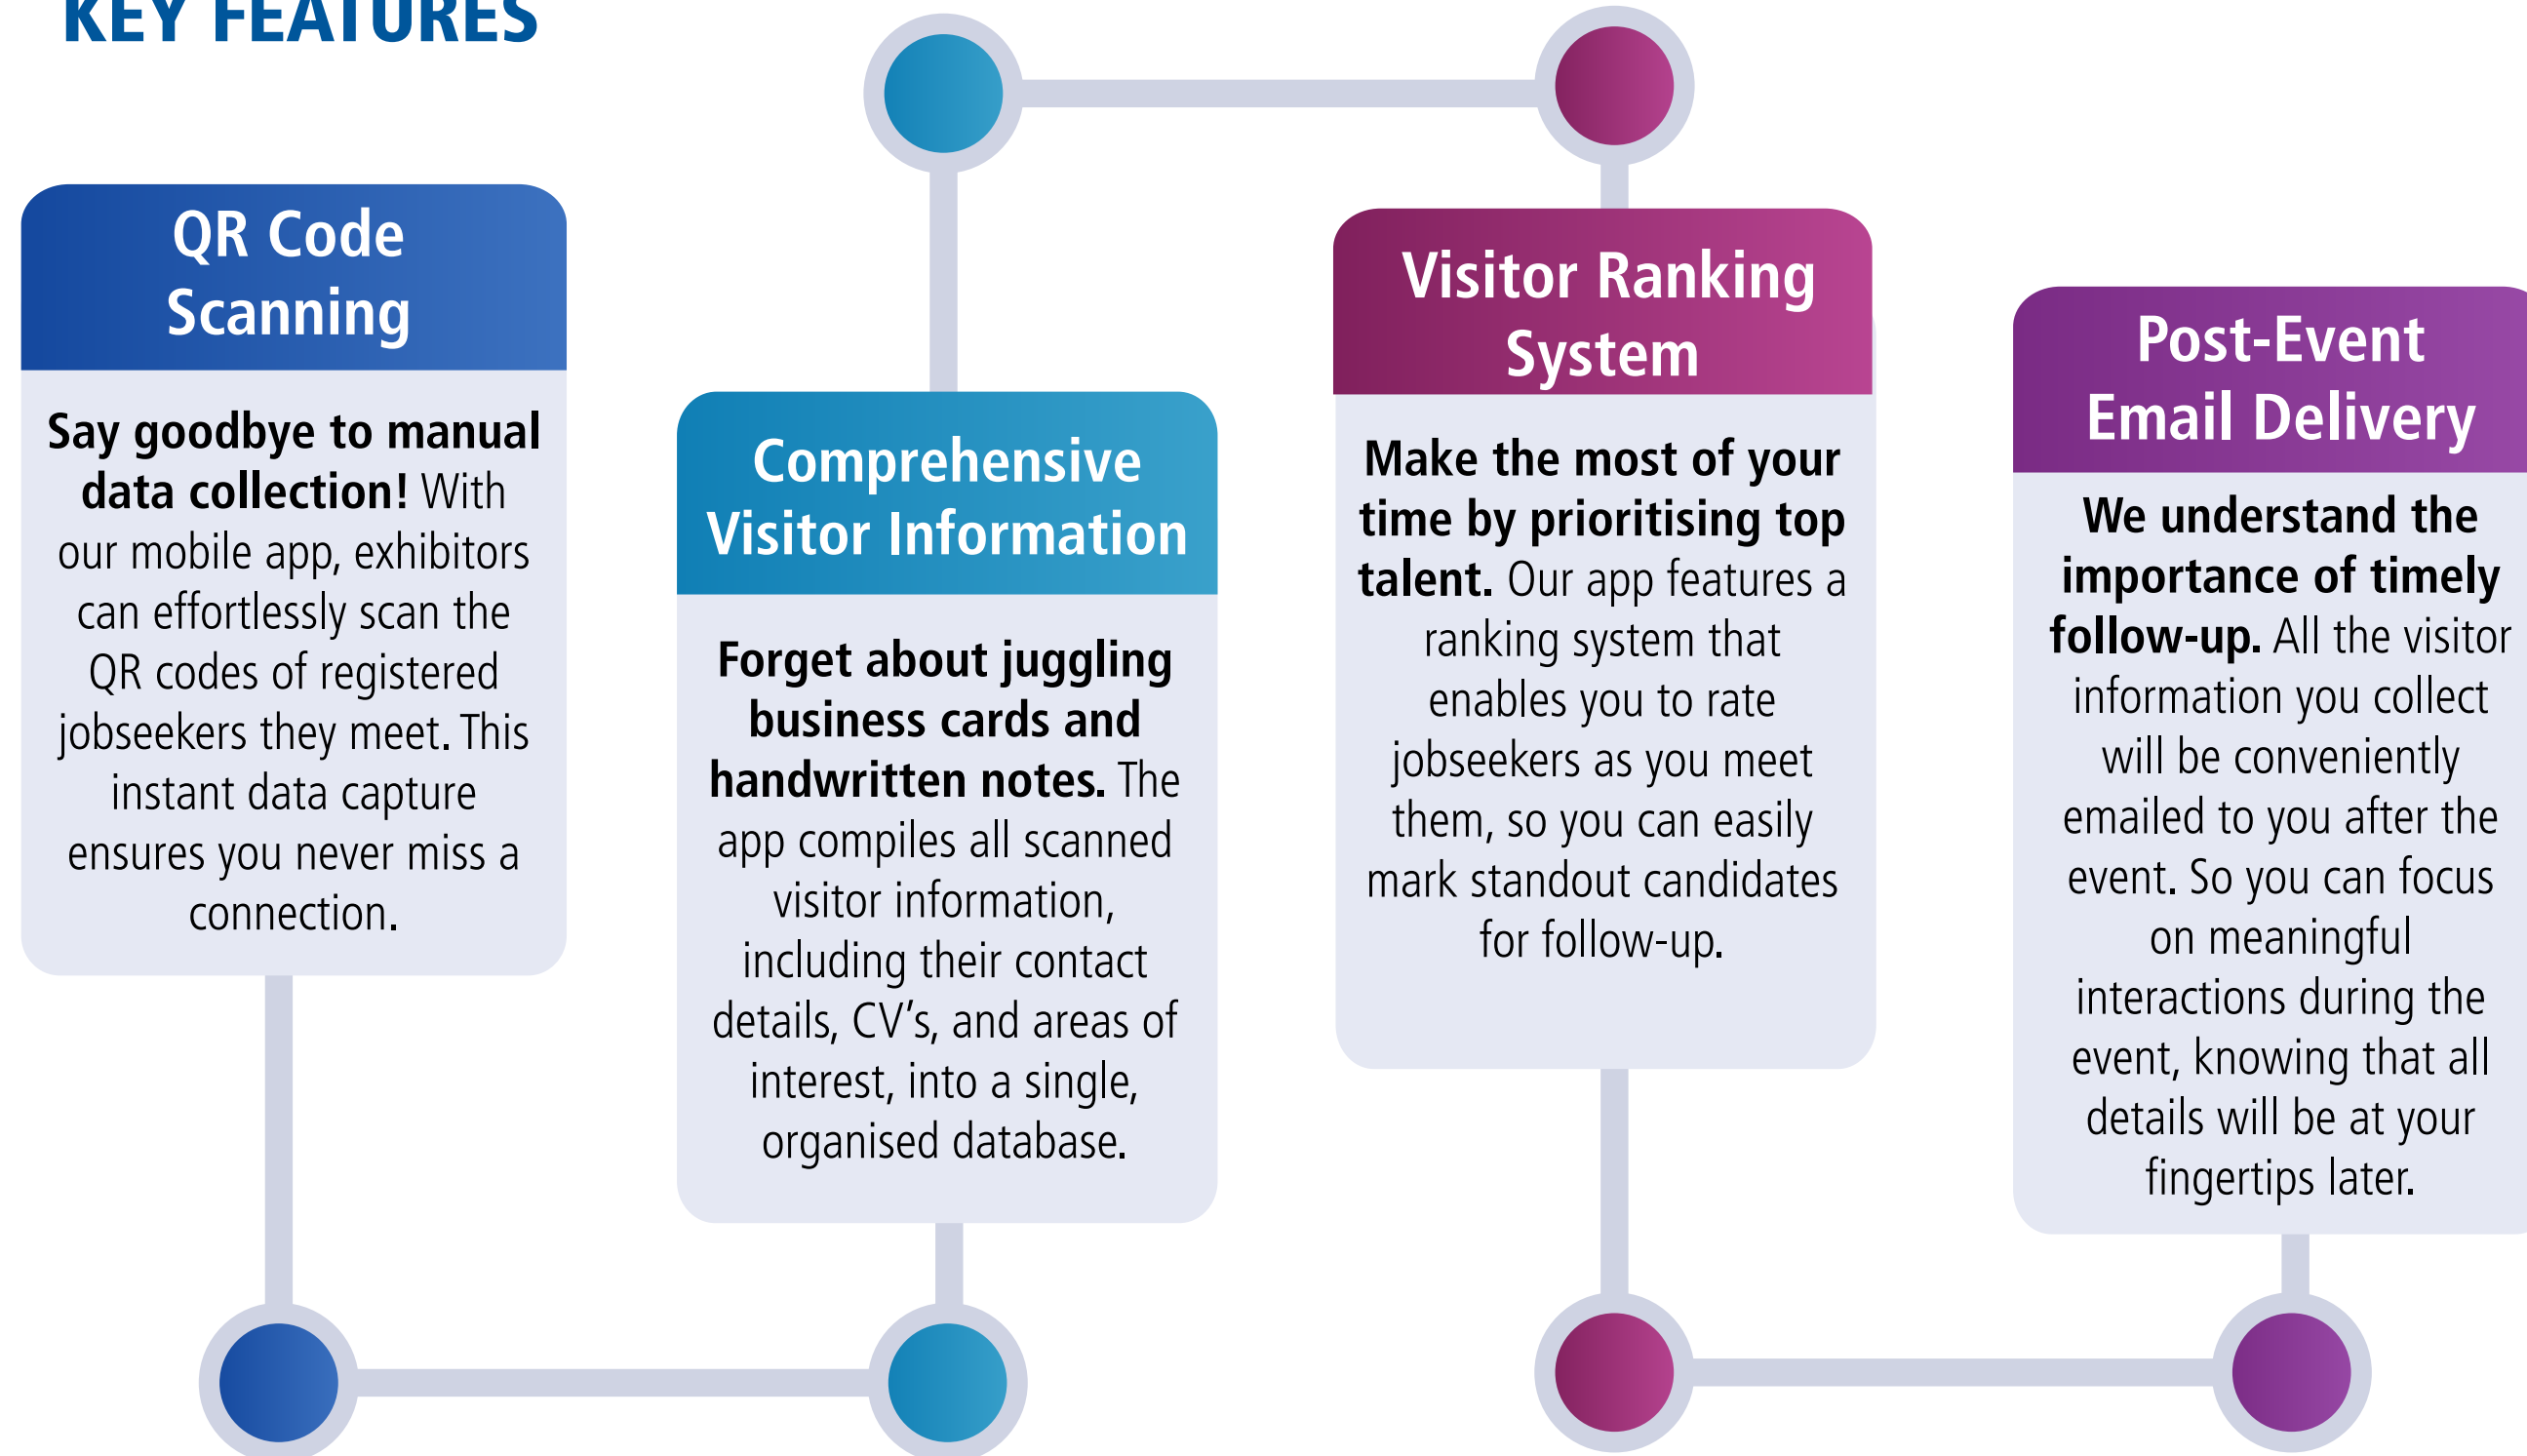 KEY FEATURES
QR Code
Scanning
Say goodbye to manual
data collection! With
our mobile app, exhibitors
can effortlessly scan the
QR codes of registered
jobseekers they meet. This
instant data capture
ensures you never miss a
connection.
Comprehensive
Visitor Information
Forget about juggling
business cards and
handwritten notes. The
app compiles all scanned
visitor information,
including their contact
details, CV’s, and areas of
interest, into a single,
organised database.
Visitor Ranking
System
Make the most of your
time by prioritising top
talent. Our app features a
ranking system that
enables you to rate
jobseekers as you meet
them, so you can easily
mark standout candidates
for follow-up.
Post-Event
Email Delivery
We understand the
importance of timely
follow-up. All the visitor
information you collect
will be conveniently
emailed to you after the
event. So you can focus
on meaningful
interactions during the
event, knowing that all
details will be at your
fingertips later.